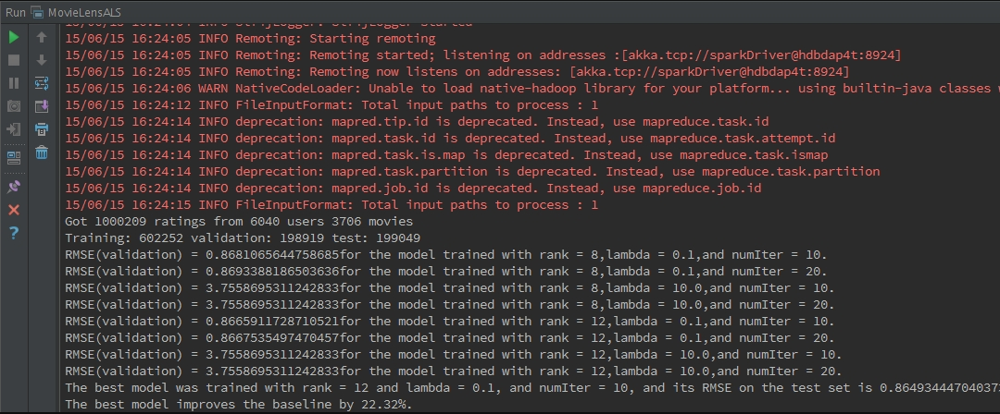 Run MovieLensALS
15/06/15 16:24:05 INFO Remoting: Starting remoting
15/06/15 16:24:05 INFO Remoting: Remoting started; listening on addresses :[akka.tcp://sparkDriver@hdbdap4t:8924]
15/06/15 16:24:05 INFO Remoting: Remoting now listens on addresses: [akka.tcp://sparkDriver@hdbdap4t:8924]
15/06/15 16:24:06 WARN NativeCodeLoader: Unable to load native-hadoop library for your platform... using builtin-java classes
15/06/15 16:24:12 INFO FileInputFormat: Total input paths to process : 1
15/06/15 16:24:14 INFO deprecation: mapred.tip.id is deprecated. Instead, use mapreduce.task.id
15/06/15 16:24:14 INFO deprecation: mapred.task.id is deprecated. Instead, use mapreduce.task.attempt.id
15/06/15 16:24:14 INFO deprecation: mapred.task.is.map is deprecated. Instead, use mapreduce.task.ismap
15/06/15 16:24:14 INFO deprecation: mapred.task.partition is deprecated. Instead, use mapreduce.task.partition
15/06/15 16:24:14 INFO deprecation: mapred.job.id is deprecated. Instead, use mapreduce.job.id
15/06/15 16:24:15 INFO FileInputFormat: Total input paths to process : 1
Got 1000209 ratings from 6040 users 3706 movies
Training: 602252 validation: 198919 test: 199049
RMSE(validation) = 0.8681065644758685for the model trained with rank = 8,lambda = 0.1,and numIter = 10.
RMSE(validation) = 0.8693388186503636for the model trained with rank = 8,lambda = 0.1,and numIter = 20.
RMSE(validation) = 3.7558695311242833for the model trained with rank = 8,lambda = 10.0,and numIter = 10.
RMSE(validation) = 3.7558695311242833for the model trained with rank = 8,lambda = 10.0,and numIter = 20.
RMSE(validation) = 0.8665911728710521for the model trained with rank = 12,lambda = 0.1,and numIter = 10.
RMSE(validation) = 0.8667535497470457for the model trained with rank = 12,lambda = 0.1,and numIter = 20.
RMSE(validation) = 3.7558695311242833for the model trained with rank = 12,lambda = 10.0,and numIter = 10.
RMSE(validation) = 3.7558695311242833for the model trained with rank = 12,lambda = 10.0,and numIter = 20.
The best model was trained with rank = 12 and lambda = 0.1, and numIter = 10, and its RMSE on the test set is
The best model improves the baseline by 22.32%.